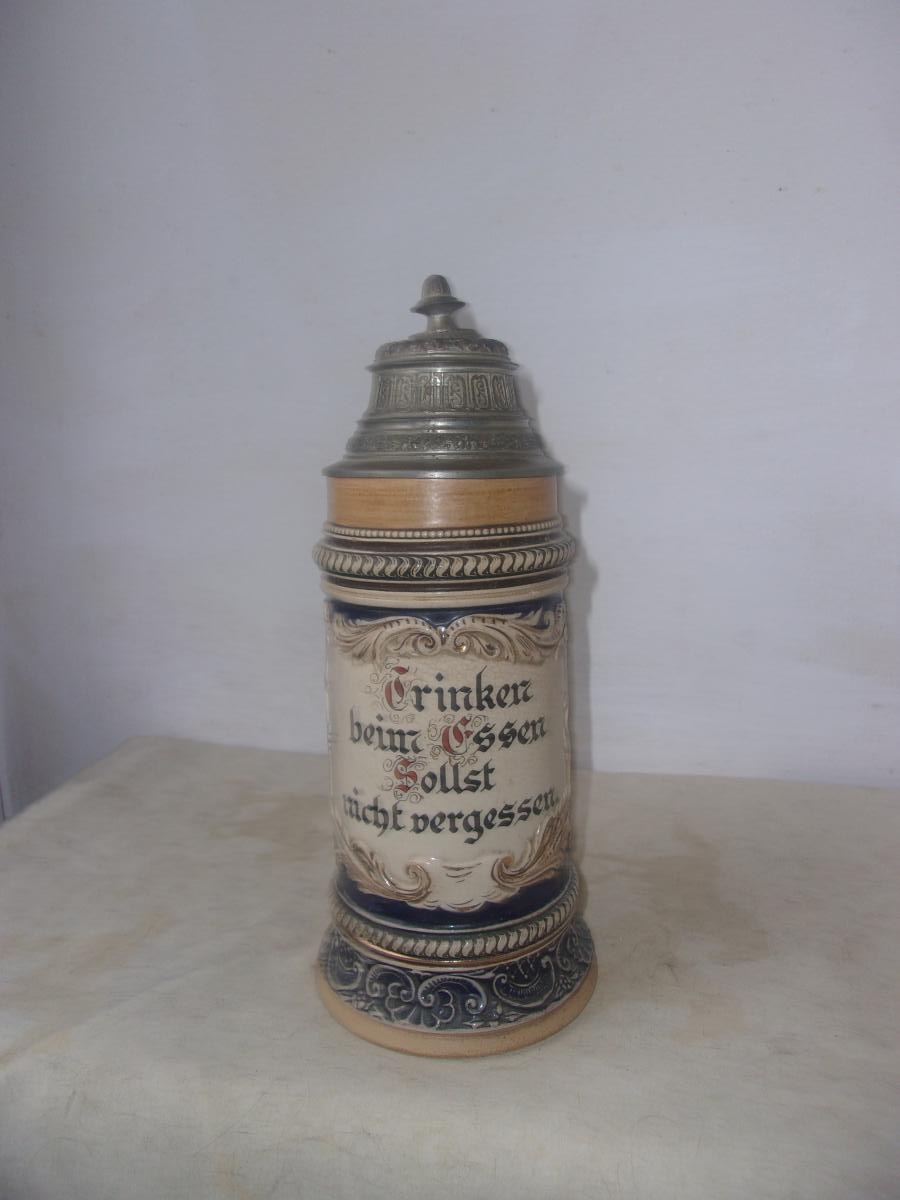 Trinken
beim Essen
Sollst
nicht vergessen.